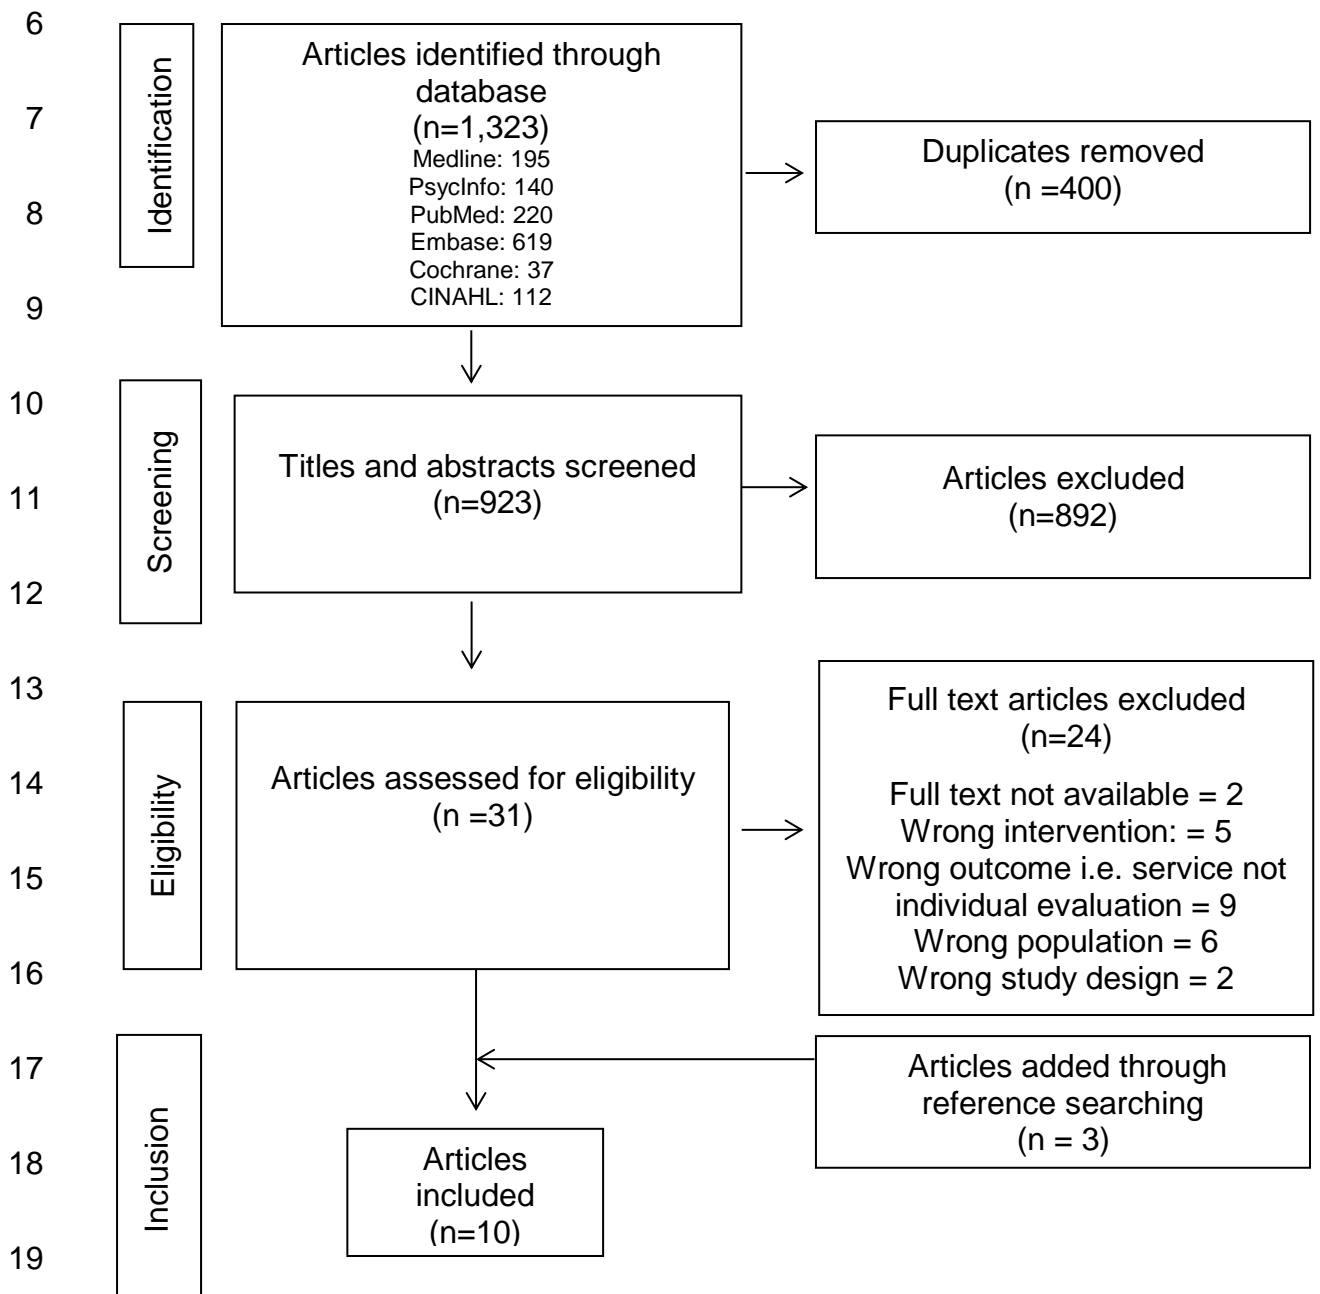 6
Identification
Articles identified through
database
(n=1,323)
Medline: 195
PsycInfo: 140
PubMed: 220
Embase: 619
Cochrane: 37
CINAHL: 112
7
Duplicates removed
(n =400)
8
9
10
Screening
Titles and abstracts screened
(n=923)
Articles excluded
(n=892)
11
12
13
Eligibility
Articles assessed for eligibility
(n =31)
Full text articles excluded
(n=24)
Full text not available = 2
Wrong intervention: = 5
Wrong outcome i.e. service not
individual evaluation = 9
Wrong population = 6
Wrong study design = 2
14
15
16
17
Inclusion
Articles added through
reference searching
(n = 3)
18
Articles
included
(n=10)
19